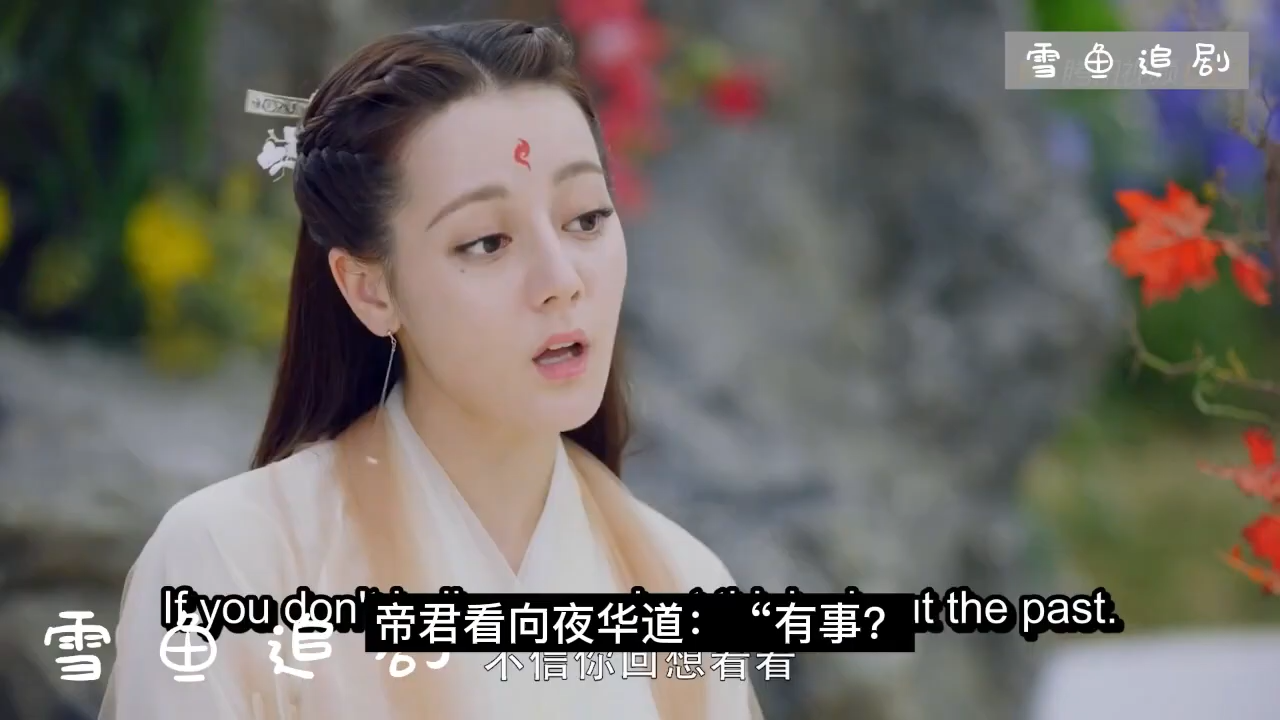 雪鱼追剧
If you don't ut the past.
帝君看向夜华道：“有事？
雪鱼追剧
不信你回想看看